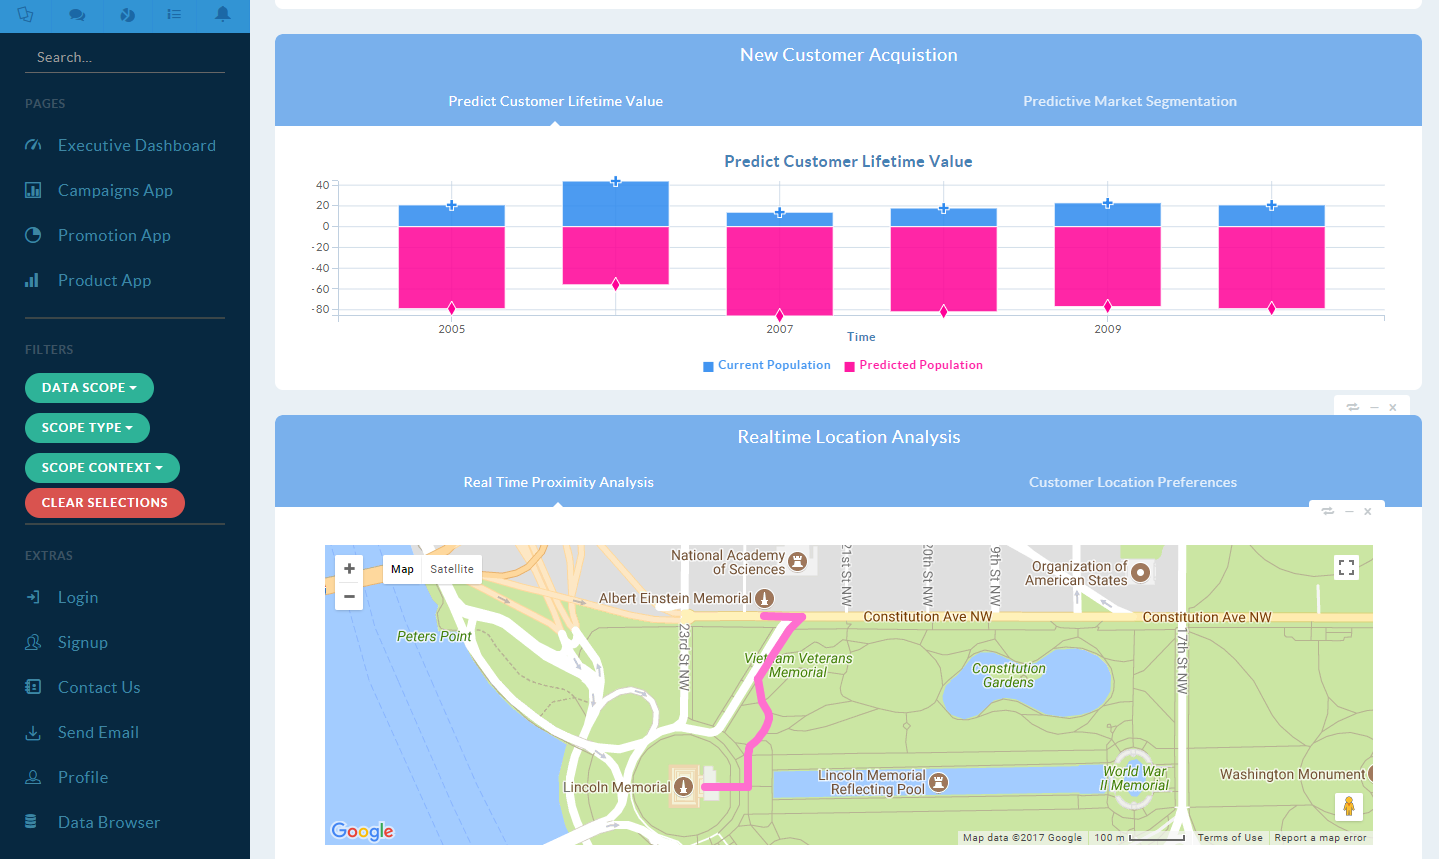 Search...
PAGES
Executive Dashboard
Campaigns App
Promotion App
Product App
FILTERS
DATA SCOPE
SCOPE TYPE
SCOPE CONTEXT
CLEAR SELECTIONS
EXTRAS
Login
Signup
Contact Us
Send Email
Profile
Data Browser
New Customer Acquistion
Predict Customer Lifetime Value
Predictive Market Segmentation
Predict Customer Lifetime Value
40
20
0
-20
-40
-60
-80
2005
2007
2009
Time
Current Population
Predicted Population
Realtime Location Analysis
Real Time Proximity Analysis
Customer Location Preferences
Map
Satellite
National Academy
of Sciences
21st St NW
20th St NW
9th St NW
Organization of
American States
Albert Einstein Memorial
Constitution Ave NW
Constitution Ave NW
Peters Point
23rd St NW
17th St NW
Vietnam Veterans
Memorial
Constitution
Gardens
Lincoln Memorial
Lincoln Memorial
Reflecting Pool
World War
II Memorial
Washington Monument
Google
Map data ©2017 Google
100 m
Terms of Use
Report a map error